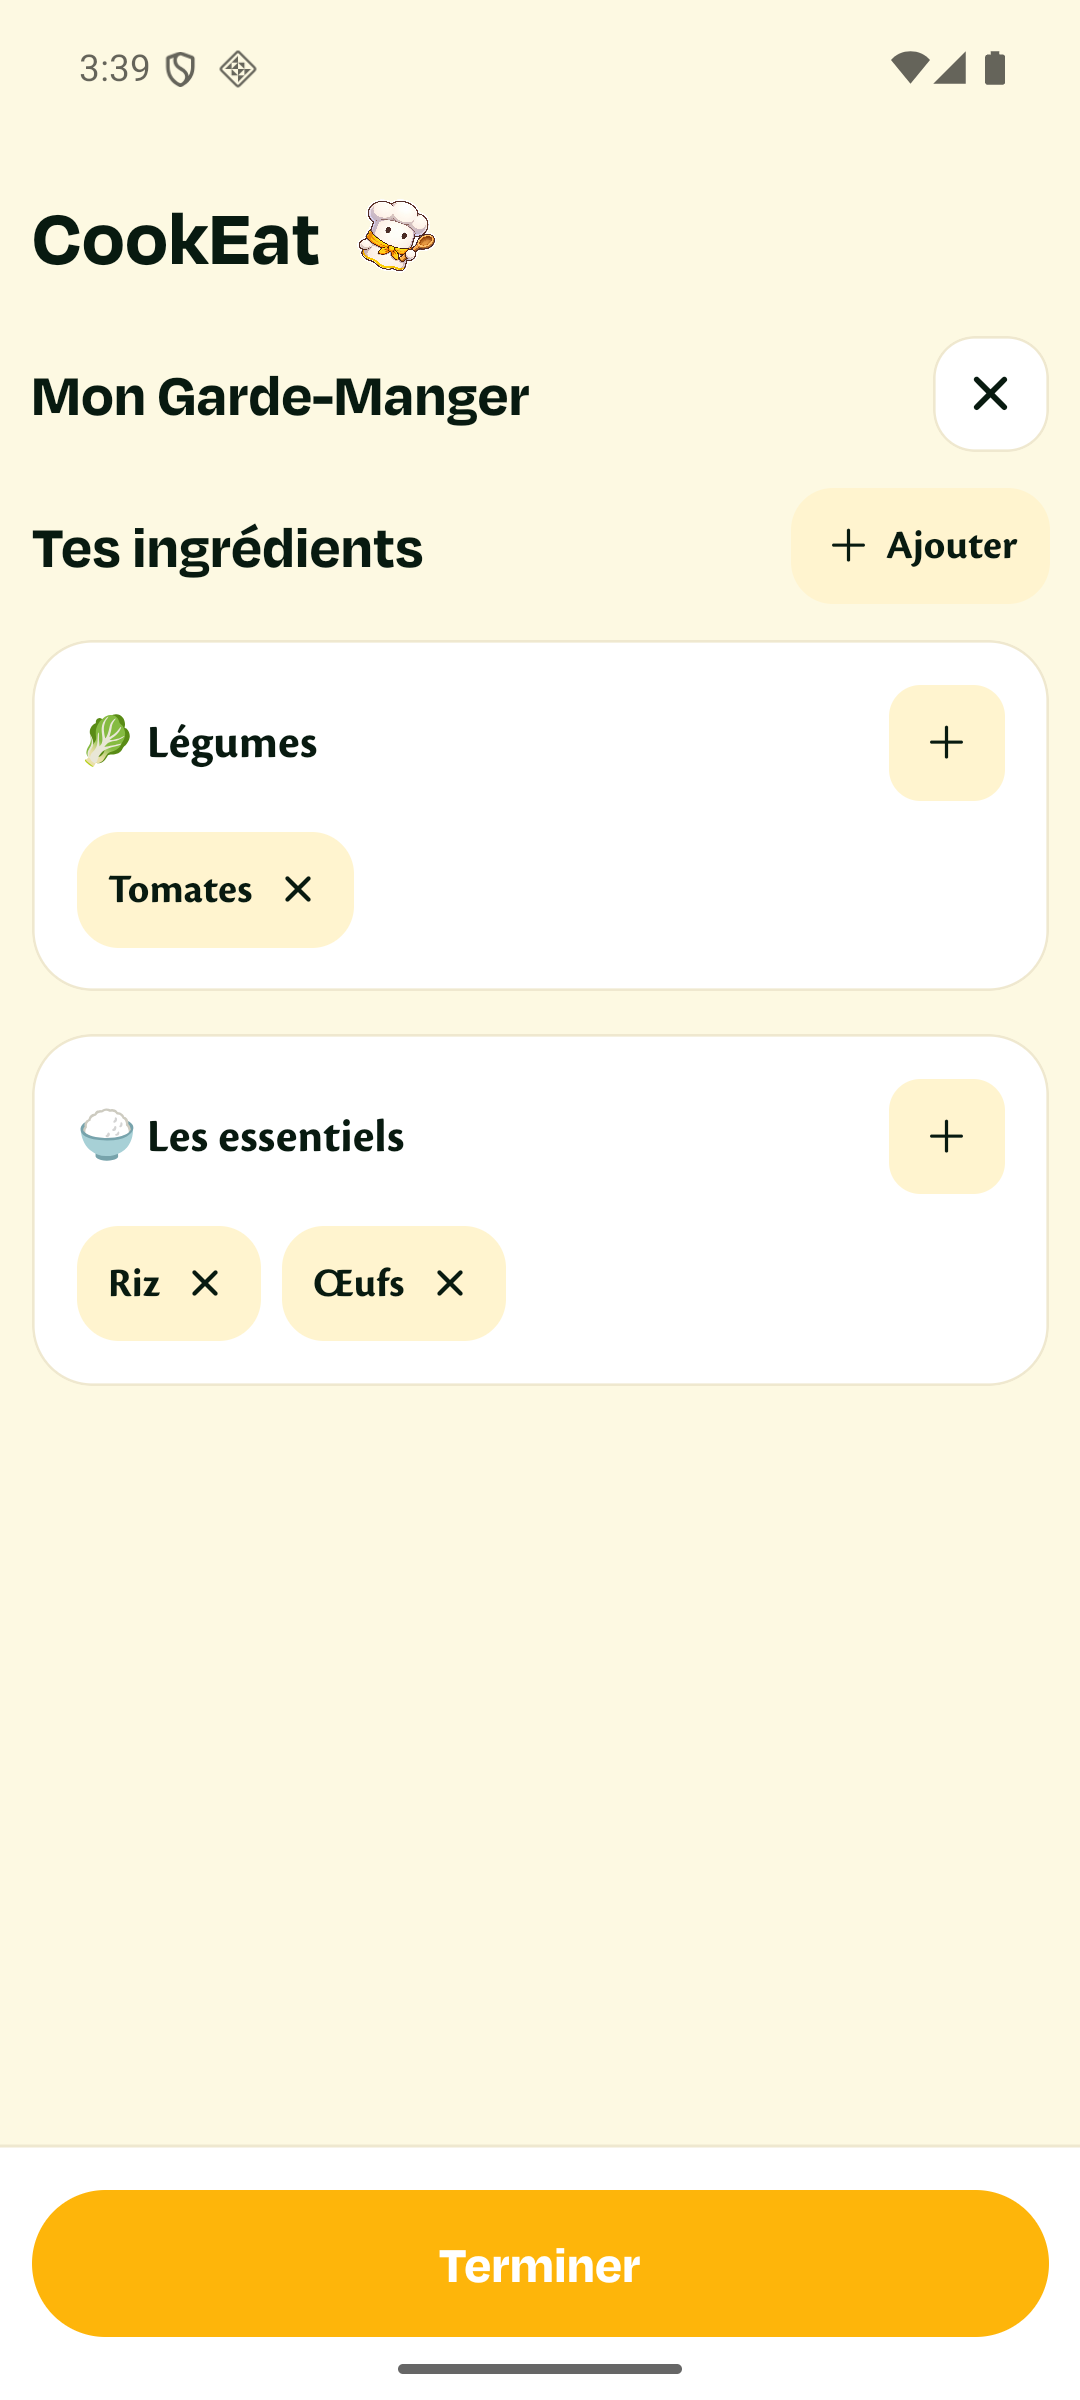 3:39
CookEat
Mon Garde-Manger
Tes ingrédients
Ajouter
Légumes
Tomates
Les essentiels
Riz
Œufs
Terminer